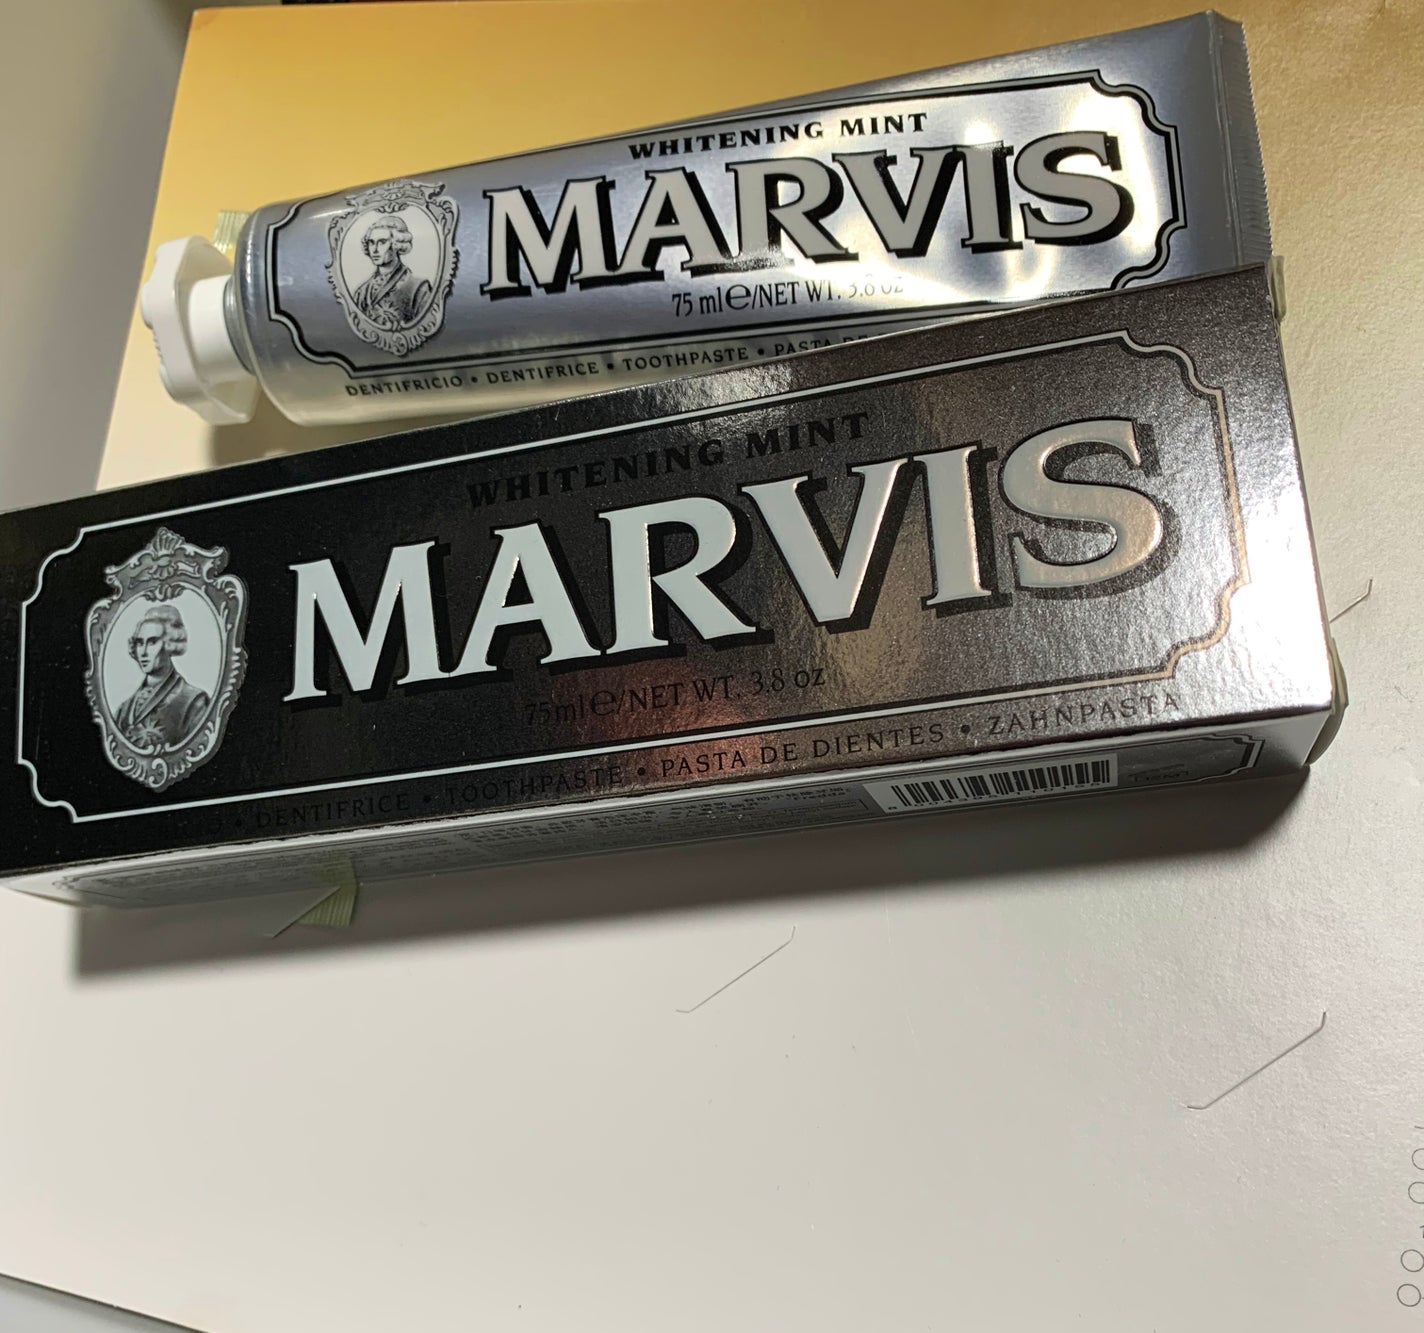 WHITENING MINT
MARVIS
75 ml e/NET WT. 3.8 oz
DENTIFRICIO • DENTIFRICE • TOOTHPASTE • PASTA DE
WHITENING MINT
MARVIS
75ml e/NET WT. 3.8 oz
DENTIFRICE • TOOTHPASTE • PASTA DE DIENTES • ZAHNPASTA